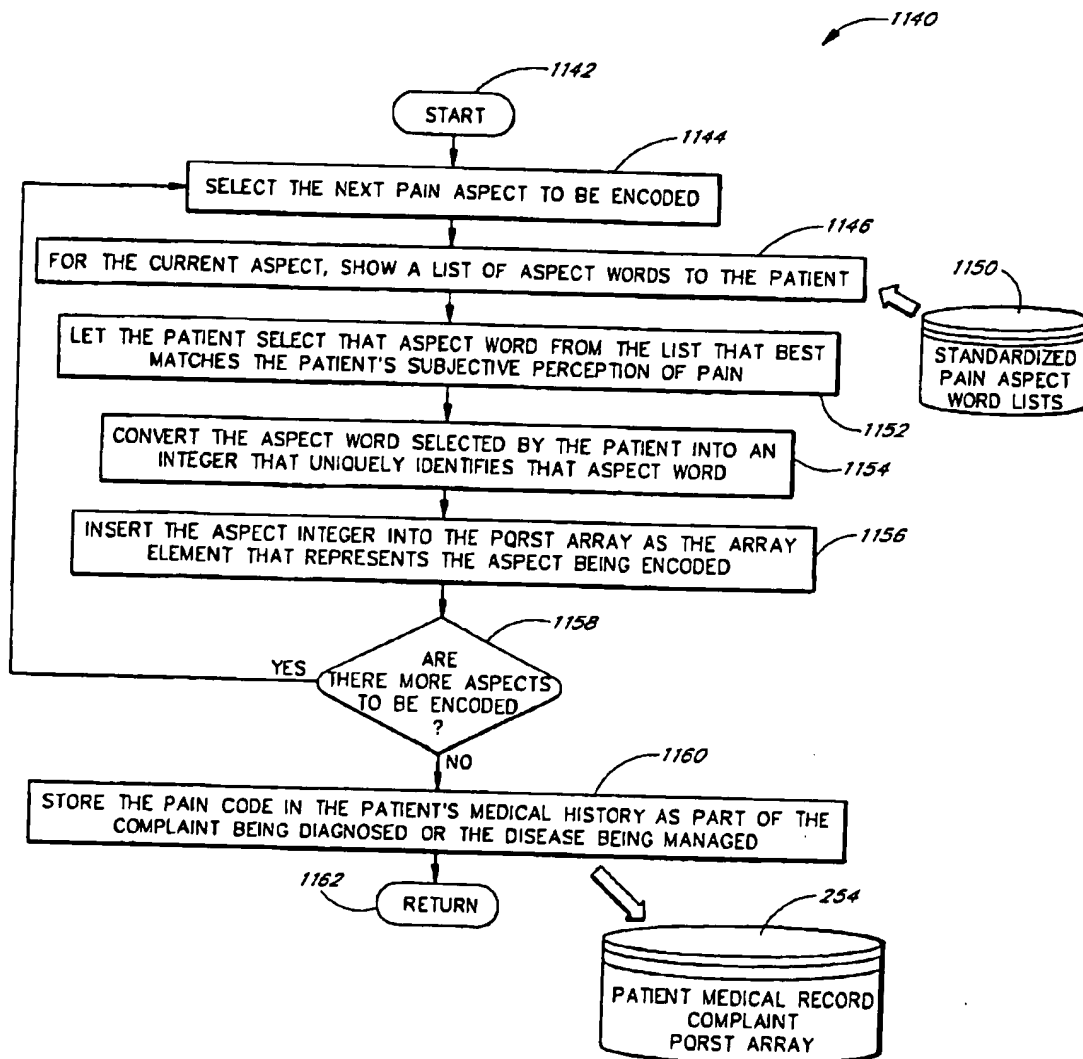 1140
1142
START
1144
SELECT THE NEXT PAIN ASPECT TO BE ENCODED
1146
FOR THE CURRENT ASPECT, SHOW A LIST OF ASPECT WORDS TO THE PATIENT
1150
STANDARDIZED
PAIN ASPECT
WORD LISTS
LET THE PATIENT SELECT THAT ASPECT WORD FROM THE LIST THAT BEST
MATCHES THE PATIENT'S SUBJECTIVE PERCEPTION OF PAIN
1152
CONVERT THE ASPECT WORD SELECTED BY THE PATIENT INTO AN
INTEGER THAT UNIQUELY IDENTIFIES THAT ASPECT WORD
1154
INSERT THE ASPECT INTEGER INTO THE PQRST ARRAY AS THE ARRAY
ELEMENT THAT REPRESENTS THE ASPECT BEING ENCODED
1156
1158
YES
ARE
THERE MORE ASPECTS
TO BE ENCODED
?
NO
1160
STORE THE PAIN CODE IN THE PATIENT'S MEDICAL HISTORY AS PART OF THE
COMPLAINT BEING DIAGNOSED OR THE DISEASE BEING MANAGED
1162
RETURN
254
PATIENT MEDICAL RECORD
COMPLAINT
PQRST ARRAY